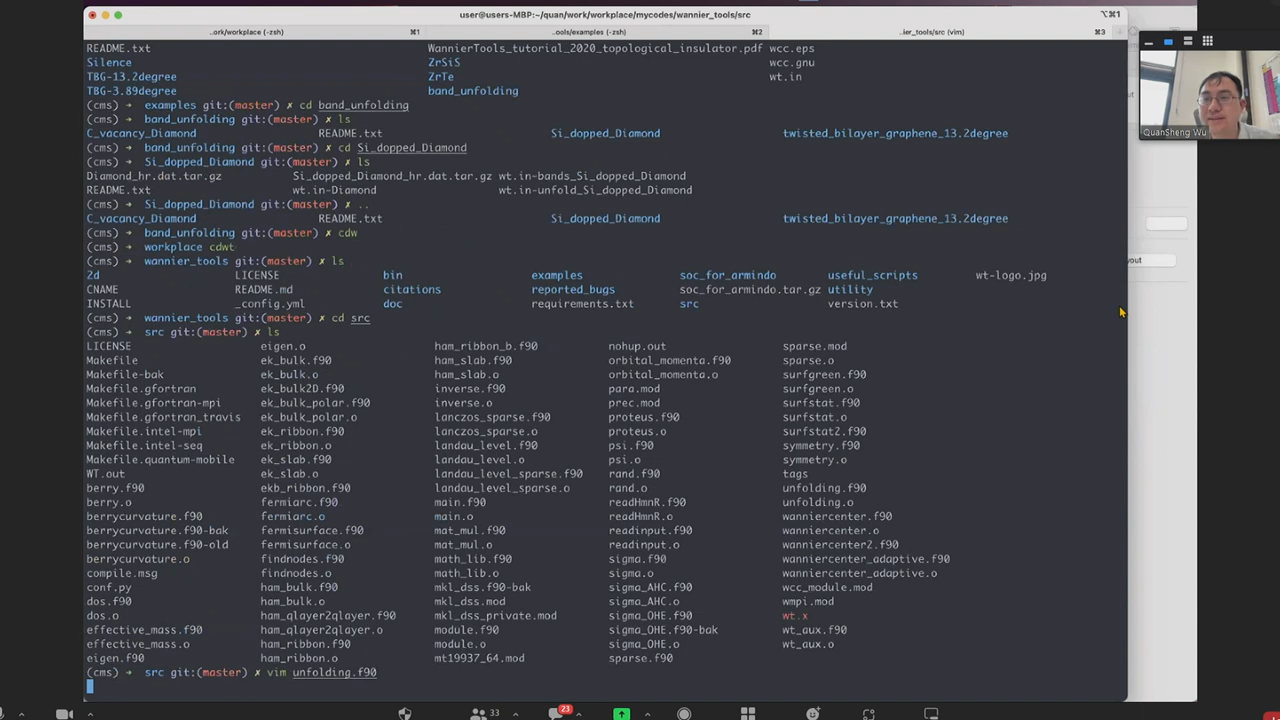 user@users-MBP:~/quan/work/workplace/mycodes/wannier_tools/src ⌥⌘1
..ork/workplace (-zsh) ⌘1 ..ools/examples (-zsh) ⌘2 ..ier_tools/src (vim) ⌘3
README.txt WannierTools_tutorial_2020_topological_insulator.pdf wcc.eps
Silence ZrSiS wcc.gnu
TBG-13.2degree ZrTe wt.in
TBG-3.89degree band_unfolding
(cms) → examples git:(master) ✗ cd band_unfolding
(cms) → band_unfolding git:(master) ✗ ls
C_vacancy_Diamond README.txt Si_dopped_Diamond twisted_bilayer_graphene_13.2degree
(cms) → band_unfolding git:(master) ✗ cd Si_dopped_Diamond
(cms) → Si_dopped_Diamond git:(master) ✗ ls
Diamond_hr.dat.tar.gz Si_dopped_Diamond_hr.dat.tar.gz wt.in-bands_Si_dopped_Diamond
README.txt wt.in-Diamond wt.in-unfold_Si_dopped_Diamond
(cms) → Si_dopped_Diamond git:(master) ✗ ..
C_vacancy_Diamond README.txt Si_dopped_Diamond twisted_bilayer_graphene_13.2degree
(cms) → band_unfolding git:(master) ✗ cdw
(cms) → workplace cdwt
(cms) → wannier_tools git:(master) ✗ ls
2d LICENSE bin examples soc_for_armindo useful_scripts wt-logo.jpg
CNAME README.md citations reported_bugs soc_for_armindo.tar.gz utility
INSTALL _config.yml doc requirements.txt src version.txt
(cms) → wannier_tools git:(master) ✗ cd src
(cms) → src git:(master) ✗ ls
LICENSE eigen.o ham_ribbon_b.f90 nohup.out sparse.mod
Makefile ek_bulk.f90 ham_slab.f90 orbital_momenta.f90 sparse.o
Makefile-bak ek_bulk.o ham_slab.o orbital_momenta.o surfgreen.f90
Makefile.gfortran ek_bulk2D.f90 inverse.f90 para.mod surfgreen.o
Makefile.gfortran-mpi ek_bulk_polar.f90 inverse.o prec.mod surfstat.f90
Makefile.gfortran_travis ek_bulk_polar.o lanczos_sparse.f90 proteus.f90 surfstat.o
Makefile.intel-mpi ek_ribbon.f90 lanczos_sparse.o proteus.o surfstat2.f90
Makefile.intel-seq ek_ribbon.o landau_level.f90 psi.f90 symmetry.f90
Makefile.quantum-mobile ek_slab.f90 landau_level.o psi.o symmetry.o
WT.out ek_slab.o landau_level_sparse.f90 rand.f90 tags
berry.f90 ekb_ribbon.f90 landau_level_sparse.o rand.o unfolding.f90
berry.o fermiarc.f90 main.f90 readHmnR.f90 unfolding.o
berrycurvature.f90 fermiarc.o main.o readHmnR.o wanniercenter.f90
berrycurvature.f90-bak fermisurface.f90 mat_mul.f90 readinput.f90 wanniercenter.o
berrycurvature.f90-old fermisurface.o mat_mul.o readinput.o wanniercenter2.f90
berrycurvature.o findnodes.f90 math_lib.f90 sigma.f90 wanniercenter_adaptive.f90
compile.msg findnodes.o math_lib.o sigma.o wanniercenter_adaptive.o
conf.py ham_bulk.f90 mkl_dss.f90-bak sigma_AHC.f90 wcc_module.mod
dos.f90 ham_bulk.o mkl_dss.mod sigma_AHC.o wmpi.mod
dos.o ham_qlayer2qlayer.f90 mkl_dss_private.mod sigma_OHE.f90 wt.x
effective_mass.f90 ham_qlayer2qlayer.o module.f90 sigma_OHE.f90-bak wt_aux.f90
effective_mass.o ham_ribbon.f90 module.o sigma_OHE.o wt_aux.o
eigen.f90 ham_ribbon.o mt19937_64.mod sparse.f90
(cms) → src git:(master) ✗ vim unfolding.f90
QuanSheng Wu
out
33
23